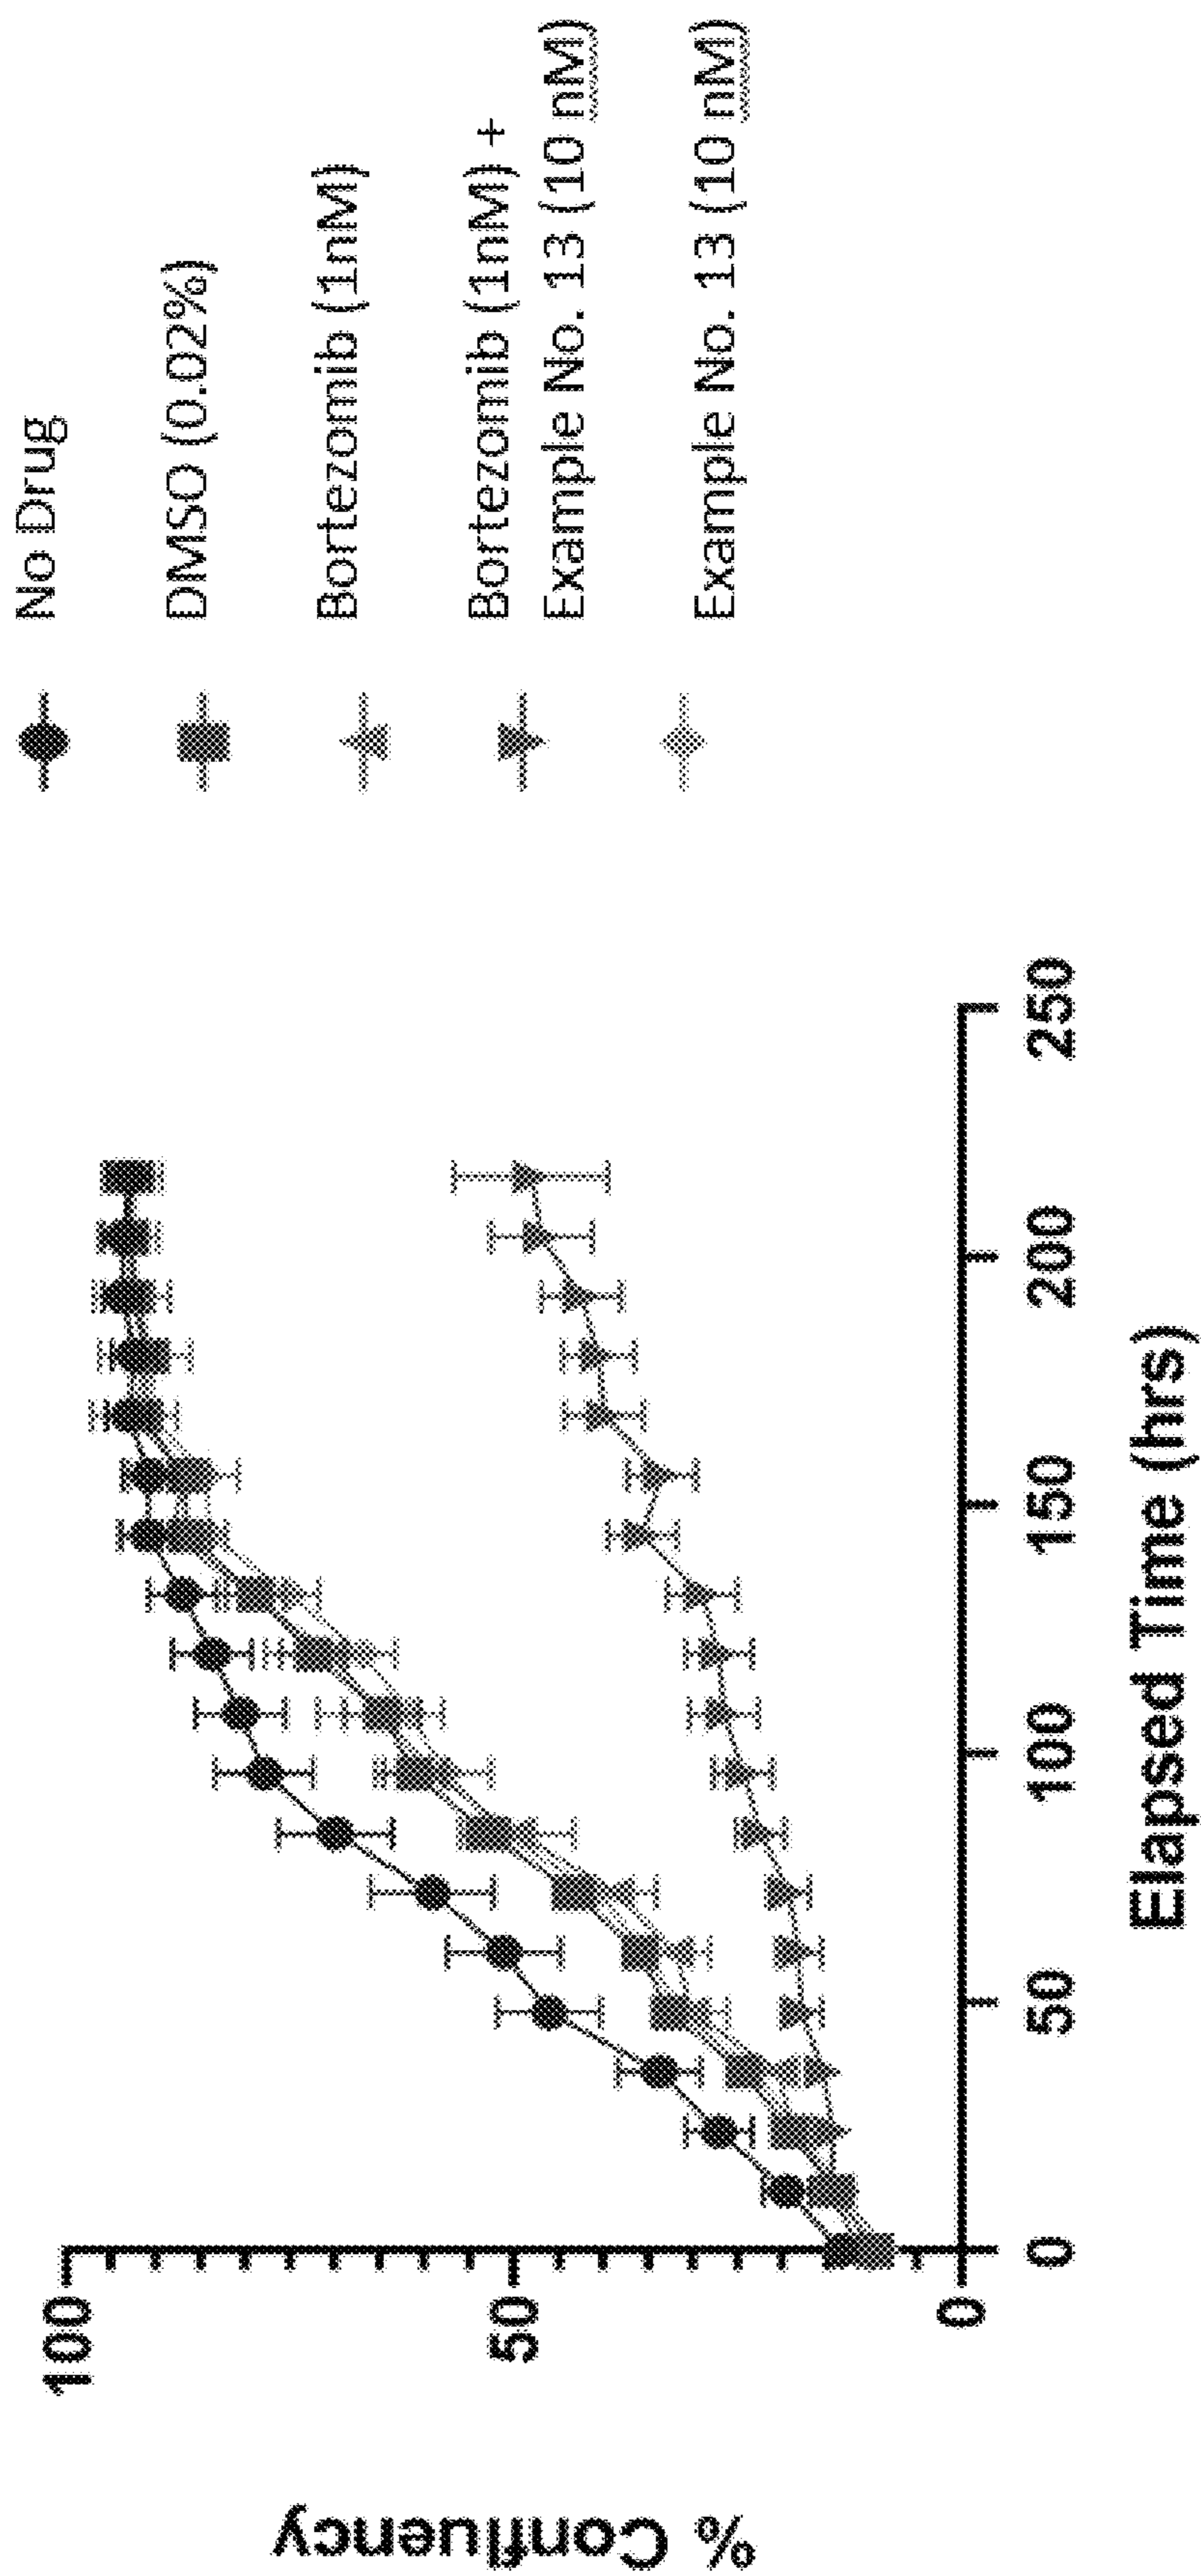 100
50
0
% Confluency
0
50
100
150
200
250
Elapsed Time (hrs)
No Drug
DMSO (0.02%)
Bortezomib (1nM)
Bortezomib (1nM) +
Example No. 13 (10 nM)
Example No. 13 (10 nM)